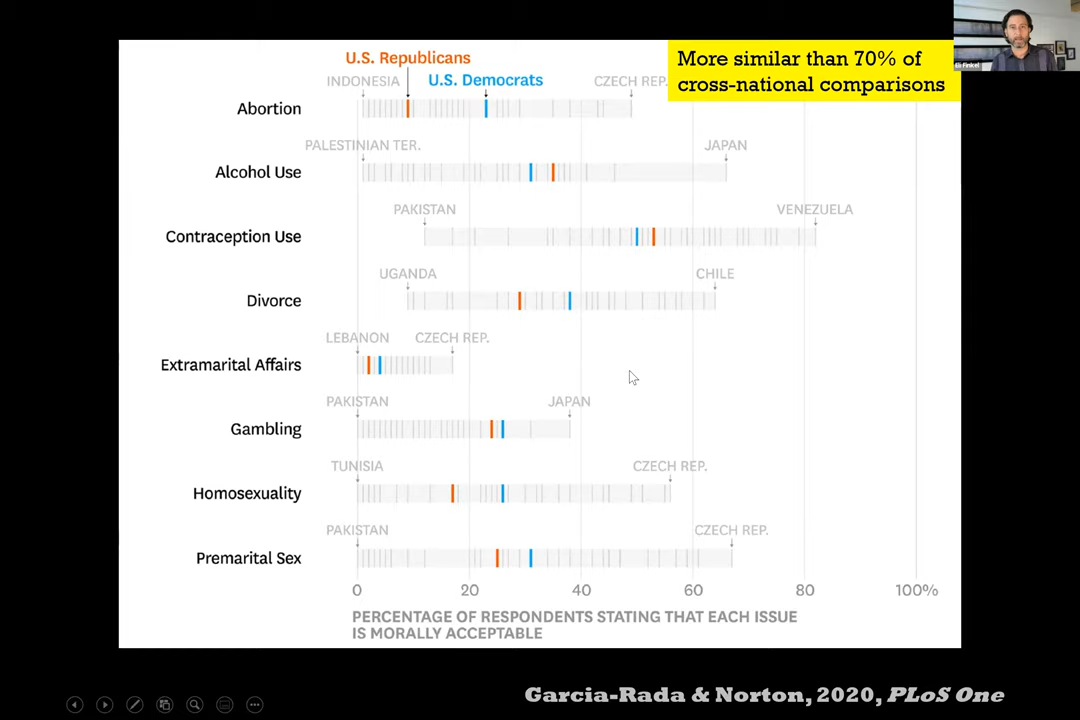 U.S. Republicans
INDONESIA
U.S. Democrats
CZECH REP.
More similar than 70% of
cross-national comparisons
Eli Finkel
Abortion
PALESTINIAN TER.
JAPAN
Alcohol Use
PAKISTAN
VENEZUELA
Contraception Use
UGANDA
CHILE
Divorce
LEBANON
CZECH REP.
Extramarital Affairs
PAKISTAN
JAPAN
Gambling
TUNISIA
CZECH REP.
Homosexuality
PAKISTAN
CZECH REP.
Premarital Sex
0
20
40
60
80
100%
PERCENTAGE OF RESPONDENTS STATING THAT EACH ISSUE
IS MORALLY ACCEPTABLE
Garcia-Rada & Norton, 2020, PLoS One